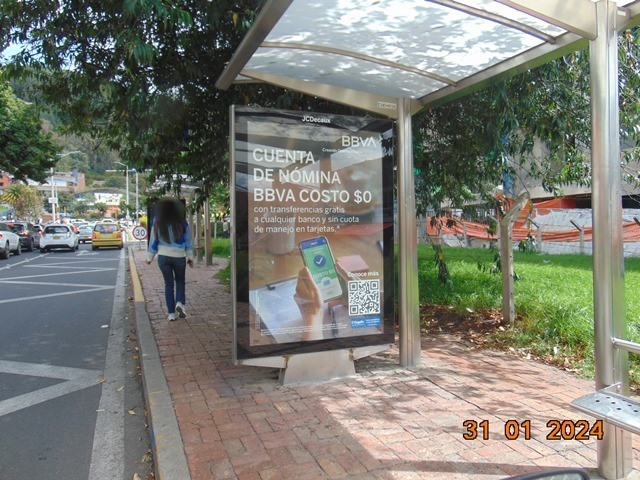 JCDecaux
BBVA
CUENTA
DE NÓMINA
BBVA COSTO $0
con transferencias gratis
a cualquier banco y sin cuota
de manejo en tarjetas.
Conoce más
30
31 01 2024